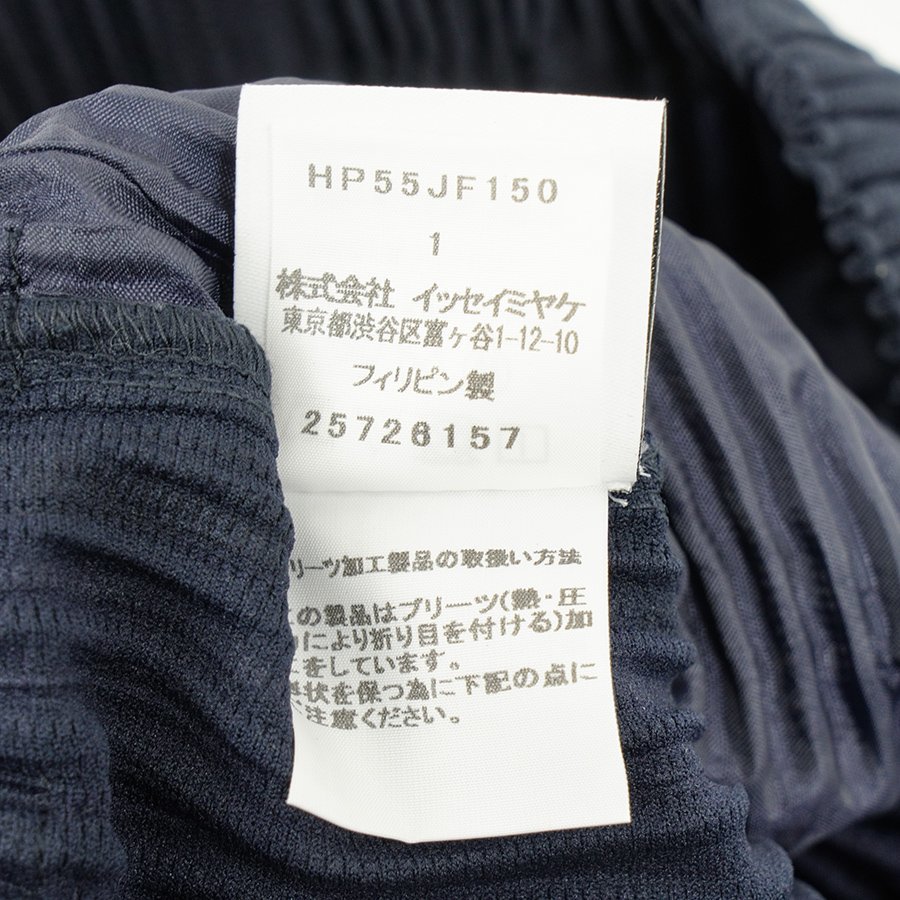 HP55JF150
1
株式会社 イッセイミヤケ
東京都渋谷区富ヶ谷1-12-10
フィリピン製
25726157
リーツ加工製品の取扱い方法
の製品はプリーツ(熱・圧
により折り目を付ける)加
をしています。
状を保つ為に下記の点に
注意ください。